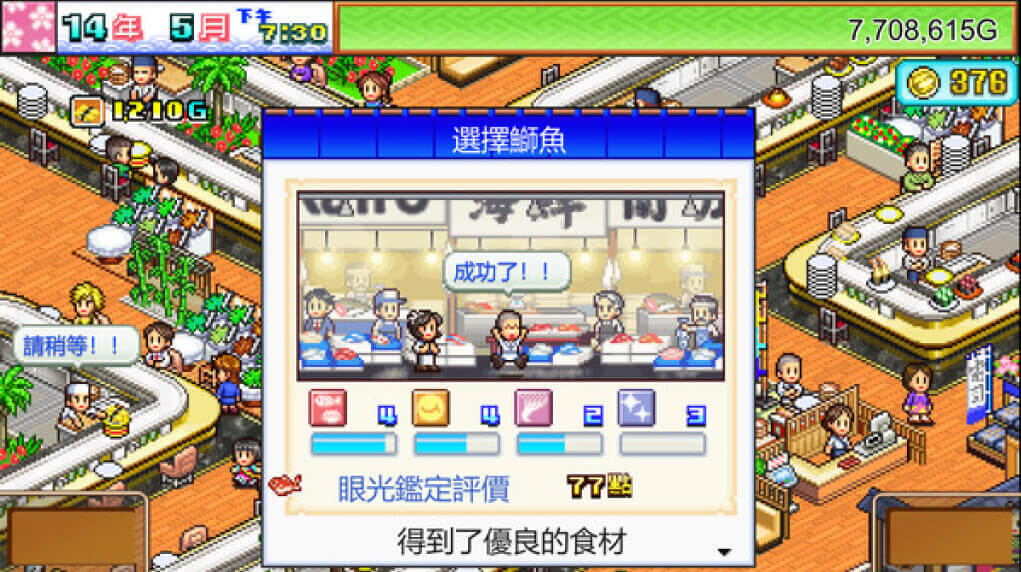 14年 5月 下午 7:30
7,708,615G
376
1210G
選擇鰤魚
海鮮
成功了！！
請稍等！！
4 4 2 3
眼光鑑定評價 77點
得到了優良的食材